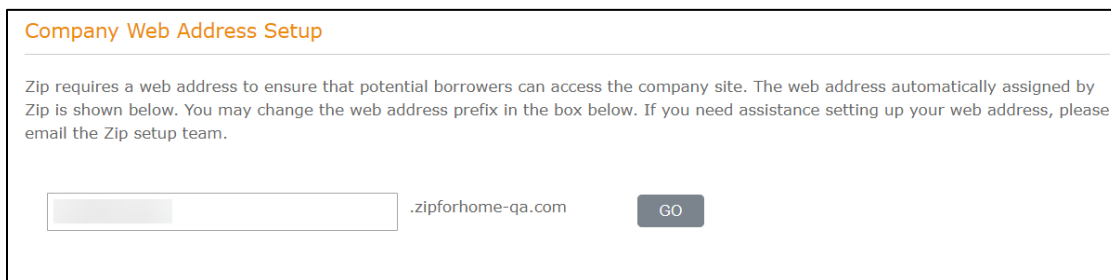 Company Web Address Setup
Zip requires a web address to ensure that potential borrowers can access the company site. The web address automatically assigned by
Zip is shown below. You may change the web address prefix in the box below. If you need assistance setting up your web address, please
email the Zip setup team.
.zipforhome-qa.com GO